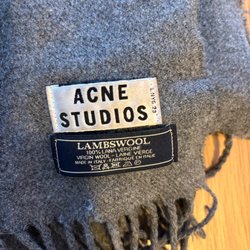 ACNE
STUDIOS
LAMBSWOOL
100% LANA VERGINE
VIRGIN WOOL - LAINE VIERGE
MADE IN ITALY - FABRIQUÉ EN ITALIE